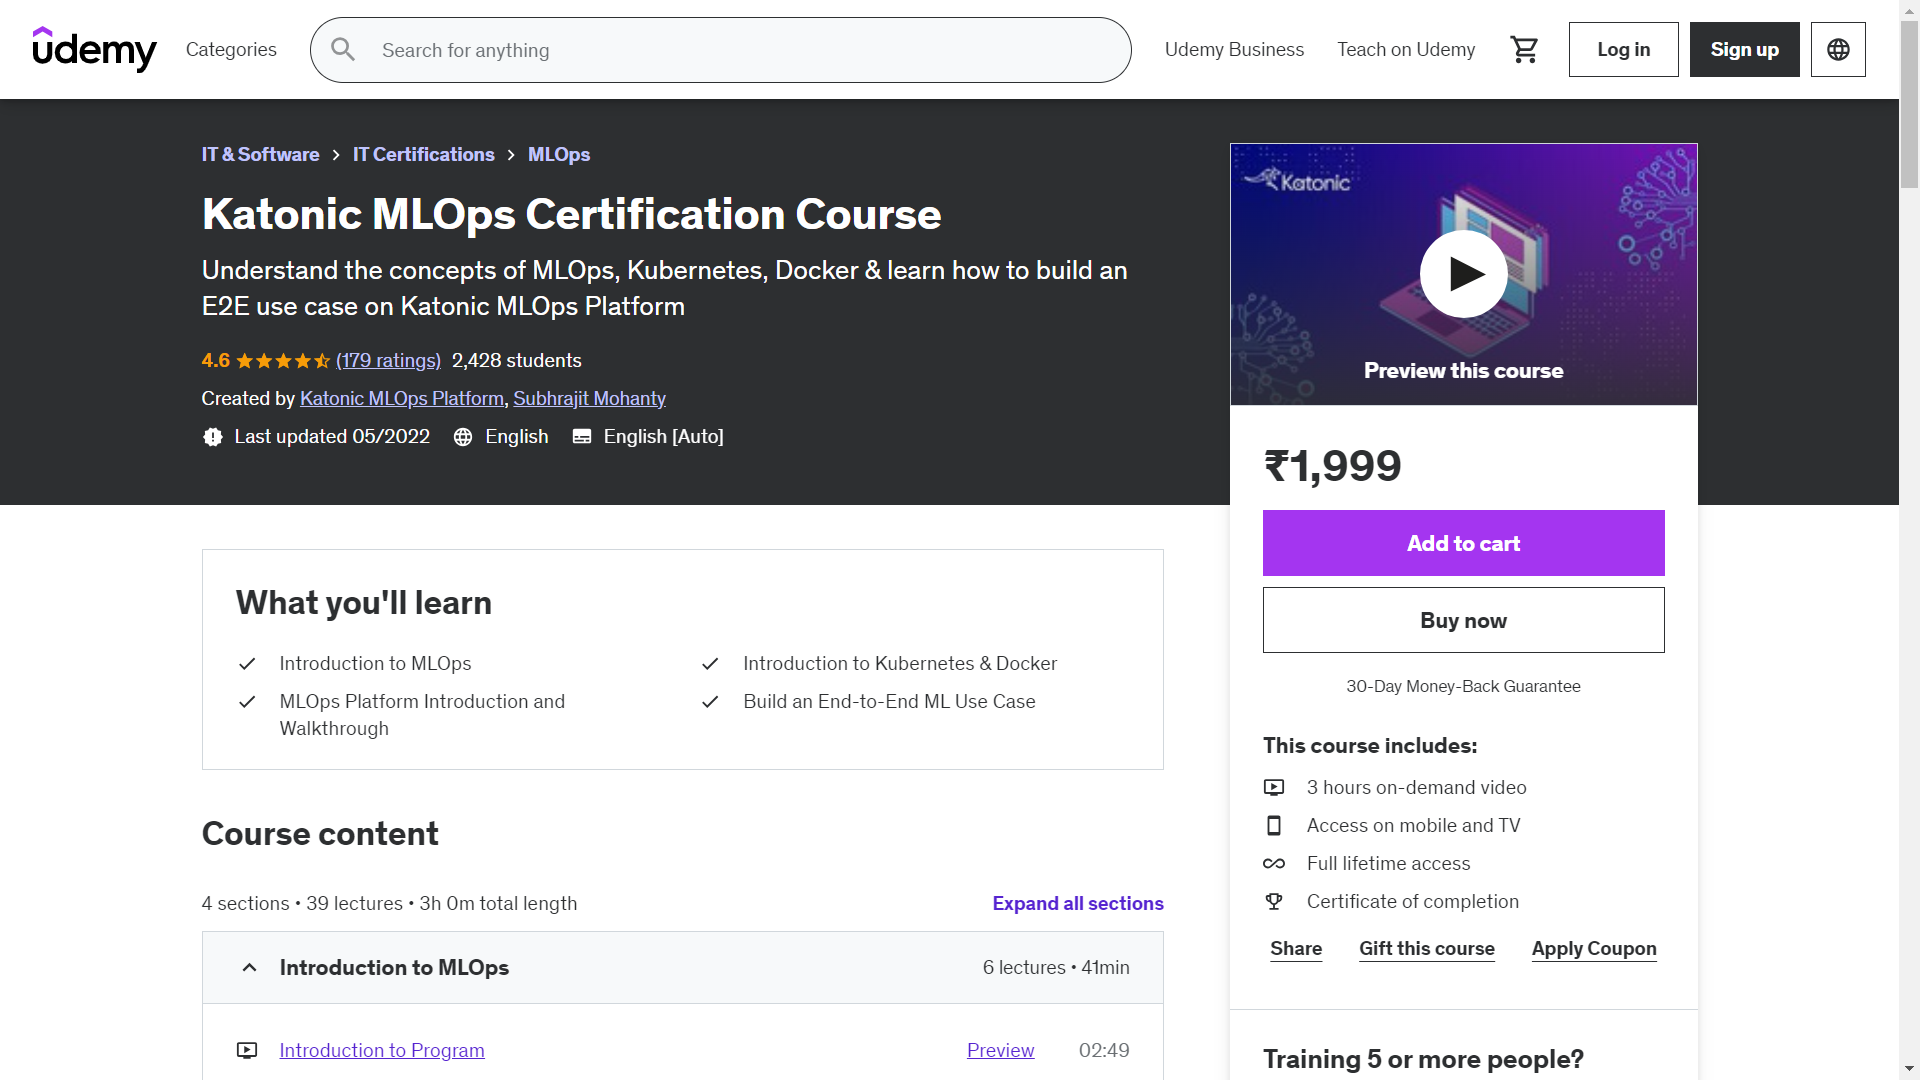 udemy
Categories
Search for anything
Udemy Business
Teach on Udemy
Log in
Sign up
IT & Software
IT Certifications
MLOps
Katonic MLOps Certification Course
Understand the concepts of MLOps, Kubernetes, Docker & learn how to build an
E2E use case on Katonic MLOps Platform
4.6 (179 ratings) 2,428 students
Created by Katonic MLOps Platform, Subhrajit Mohanty
Last updated 05/2022 English English [Auto]
Katonic
Preview this course
₹1,999
Add to cart
Buy now
30-Day Money-Back Guarantee
This course includes:
3 hours on-demand video
Access on mobile and TV
Full lifetime access
Certificate of completion
Share Gift this course Apply Coupon
Training 5 or more people?
What you'll learn
Introduction to MLOps
Introduction to Kubernetes & Docker
MLOps Platform Introduction and
Walkthrough
Build an End-to-End ML Use Case
Course content
4 sections • 39 lectures • 3h 0m total length
Expand all sections
Introduction to MLOps
6 lectures • 41min
Introduction to Program
Preview
02:49